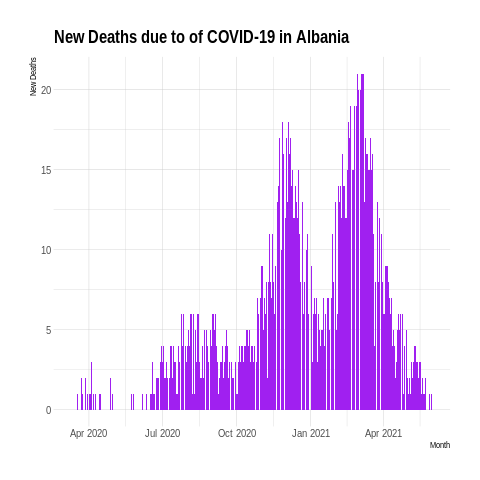 New Deaths due to of COVID-19 in Albania
New Deaths
20
15
10
5
0
Apr 2020 Jul 2020 Oct 2020 Jan 2021 Apr 2021
Month